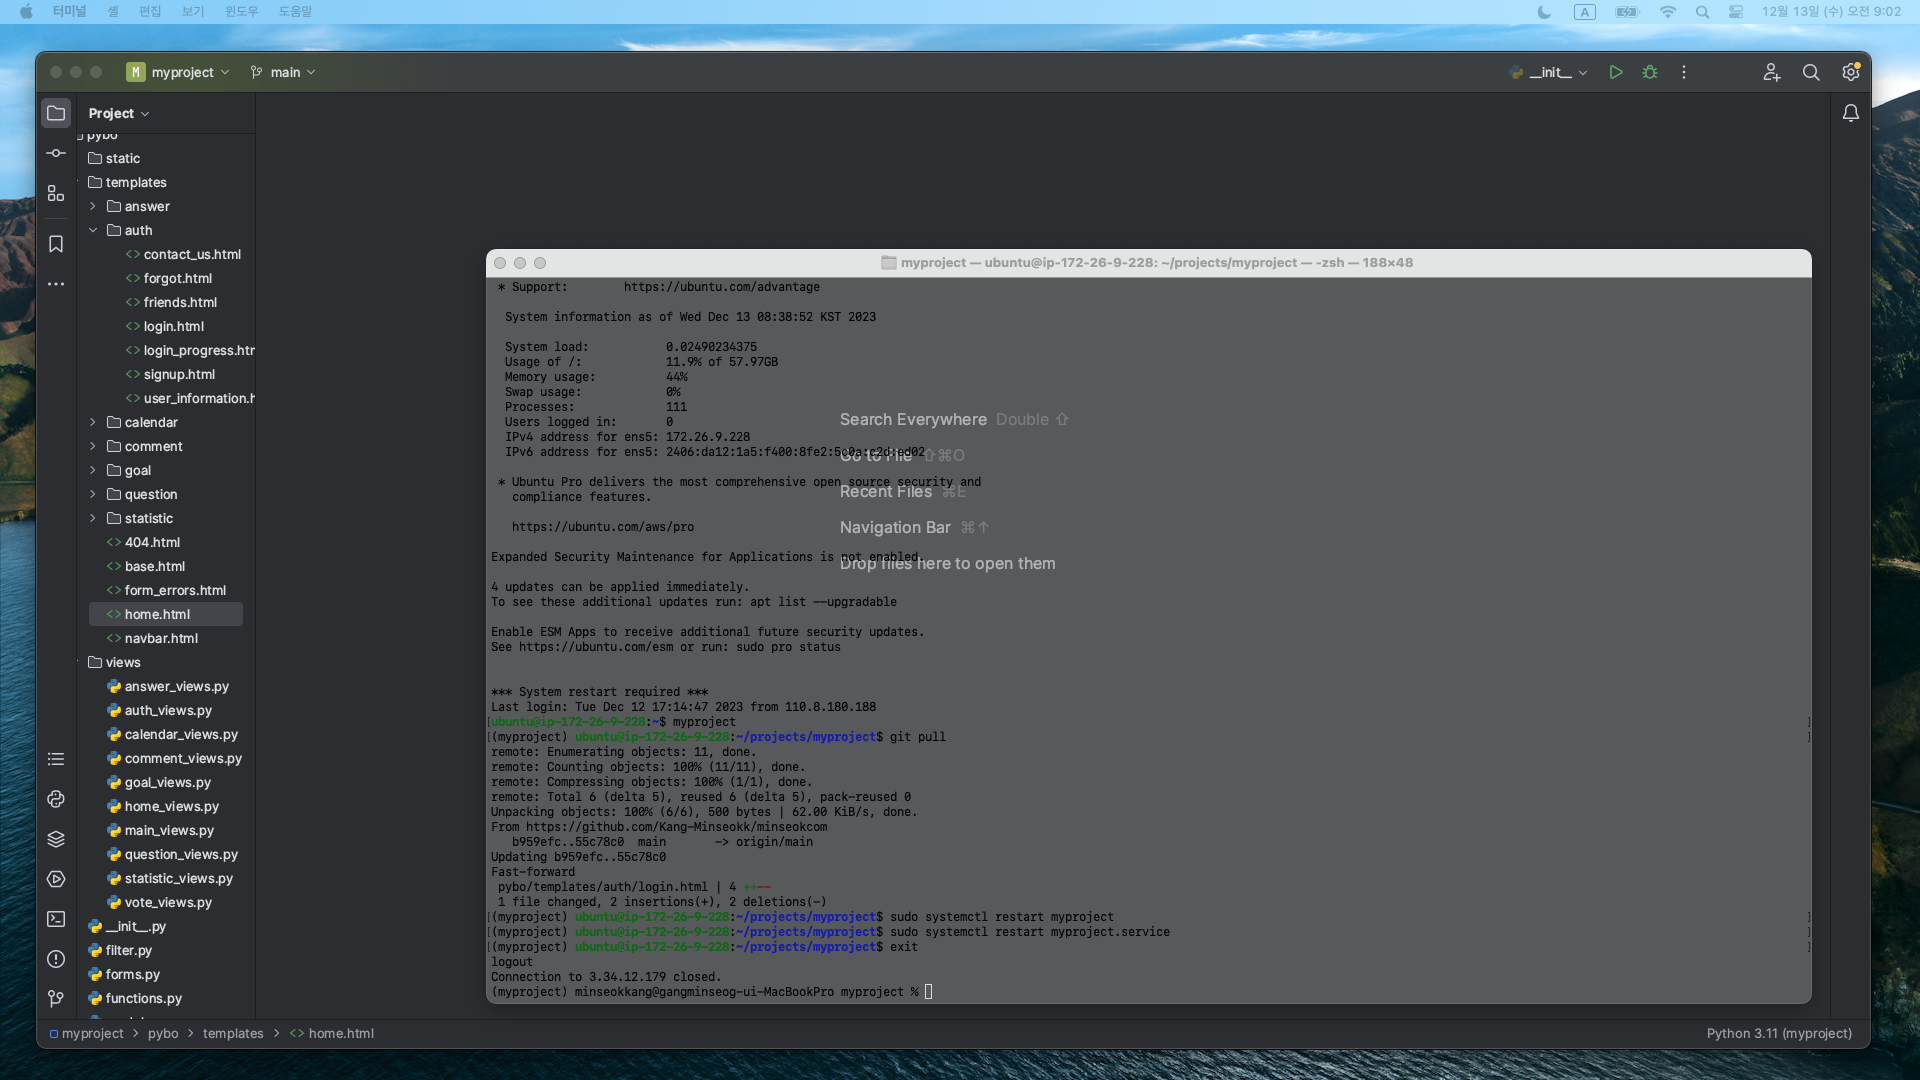 터미널 셸 편집 보기 윈도우 도움말 A 12월 13일 (수) 오전 9:02
M myproject main __init__
Project
pybo
static
templates
answer
auth
contact_us.html
forgot.html
friends.html
login.html
login_progress.htm
signup.html
user_information.h
calendar
comment
goal
question
statistic
404.html
base.html
form_errors.html
home.html
navbar.html
views
answer_views.py
auth_views.py
calendar_views.py
comment_views.py
goal_views.py
home_views.py
main_views.py
question_views.py
statistic_views.py
vote_views.py
__init__.py
filter.py
forms.py
functions.py
Search Everywhere Double ⇧
Go to File ⇧⌘O
Recent Files ⌘E
Navigation Bar ⌘↑
Drop files here to open them
myproject — ubuntu@ip-172-26-9-228: ~/projects/myproject — -zsh — 188×48
* Support: https://ubuntu.com/advantage
System information as of Wed Dec 13 08:38:52 KST 2023
System load: 0.02490234375
Usage of /: 11.9% of 57.97GB
Memory usage: 44%
Swap usage: 0%
Processes: 111
Users logged in: 0
IPv4 address for ens5: 172.26.9.228
IPv6 address for ens5:
* Ubuntu Pro delivers the most comprehensive open source security and
compliance features.
https://ubuntu.com/aws/pro
Expanded Security Maintenance for Applications is not enabled.
4 updates can be applied immediately.
To see these additional updates run: apt list --upgradable
Enable ESM Apps to receive additional future security updates.
See https://ubuntu.com/esm or run: sudo pro status
*** System restart required ***
Last login: Tue Dec 12 17:14:47 2023 from 110.8.180.188
[ubuntu@ip-172-26-9-228:~$ myproject ]
[(myproject) ubuntu@ip-172-26-9-228:~/projects/myproject$ git pull ]
remote: Enumerating objects: 11, done.
remote: Counting objects: 100% (11/11), done.
remote: Compressing objects: 100% (1/1), done.
remote: Total 6 (delta 5), reused 6 (delta 5), pack-reused 0
Unpacking objects: 100% (6/6), 500 bytes | 62.00 KiB/s, done.
From https://github.com/Kang-Minseokk/minseokcom
b959efc..55c78c0 main -> origin/main
Updating b959efc..55c78c0
Fast-forward
pybo/templates/auth/login.html | 4 ++--
1 file changed, 2 insertions(+), 2 deletions(-)
[(myproject) ubuntu@ip-172-26-9-228:~/projects/myproject$ sudo systemctl restart myproject ]
[(myproject) ubuntu@ip-172-26-9-228:~/projects/myproject$ sudo systemctl restart myproject.service ]
[(myproject) ubuntu@ip-172-26-9-228:~/projects/myproject$ exit ]
logout
Connection to 3.34.12.179 closed.
(myproject) minseokkang@gangminseog-ui-MacBookPro myproject %
myproject > pybo > templates > <> home.html Python 3.11 (myproject)